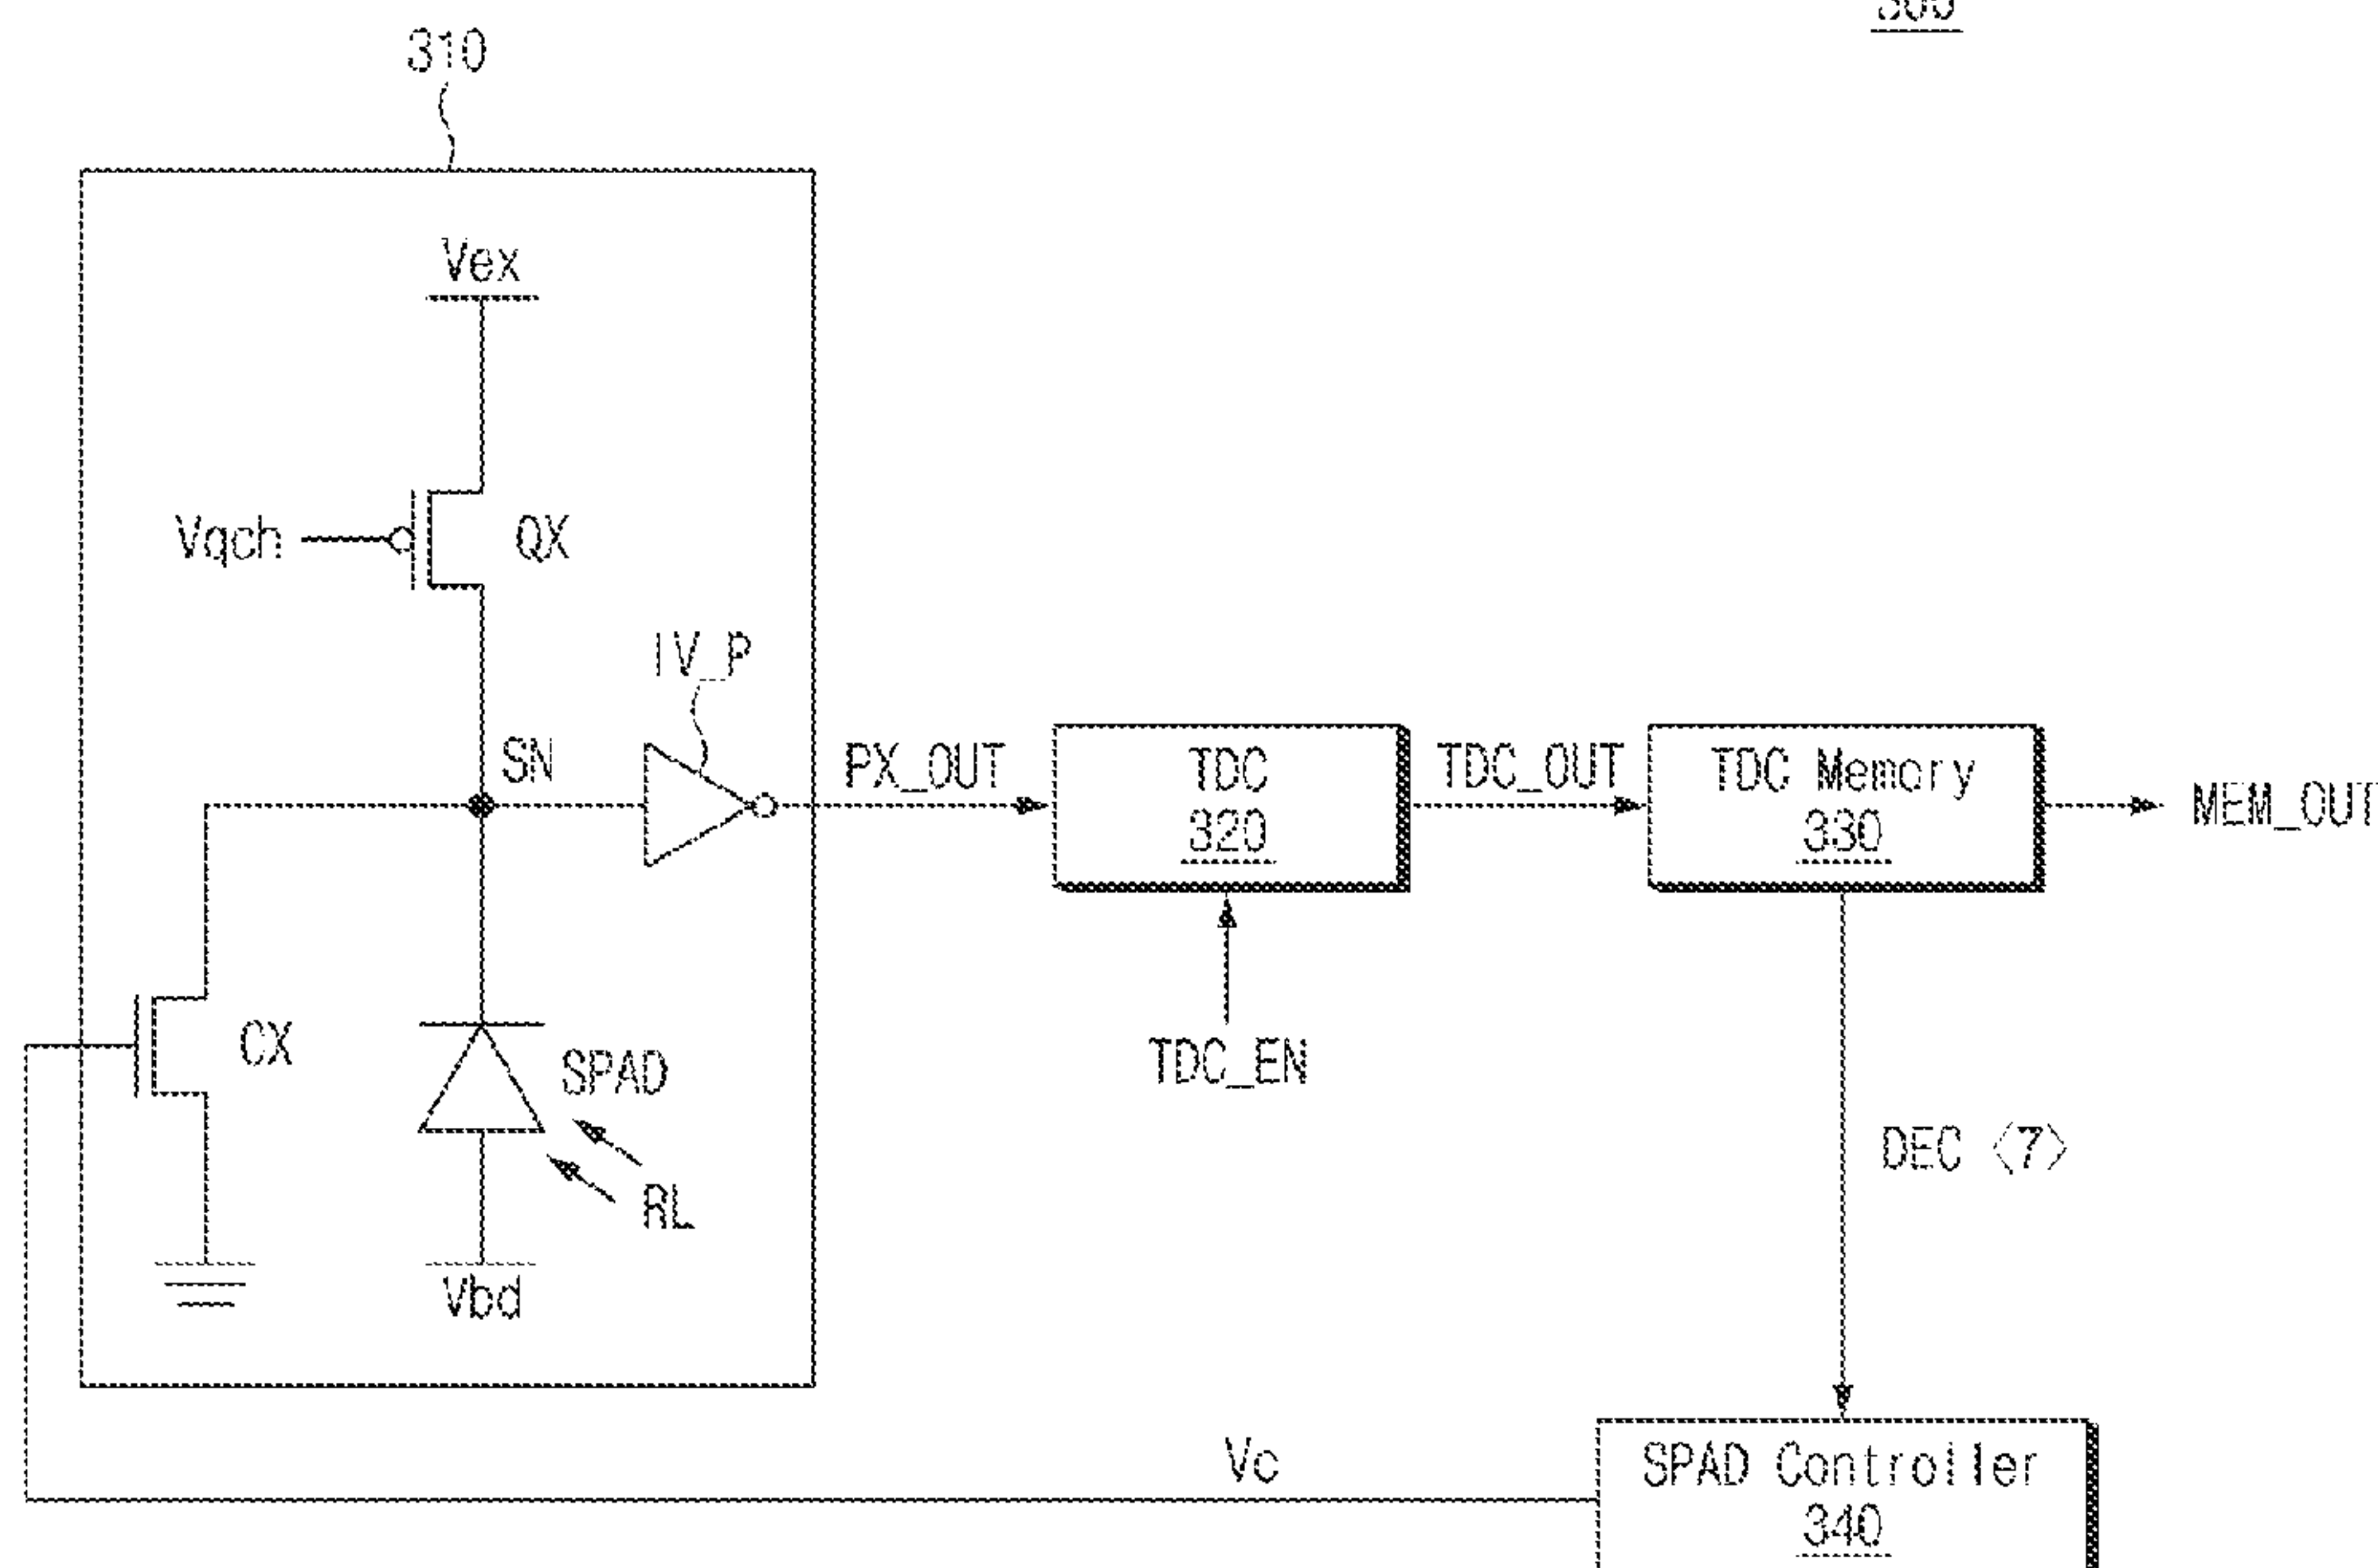 310
Vex
Vqch
QX
IV_P
SN
PX_OUT
TDC
320
TDC_OUT
TDC Memory
330
MEM_OUT
TDC_EN
CX
SPAD
RL
Vbd
DEC <7>
Vc
SPAD Controller
340